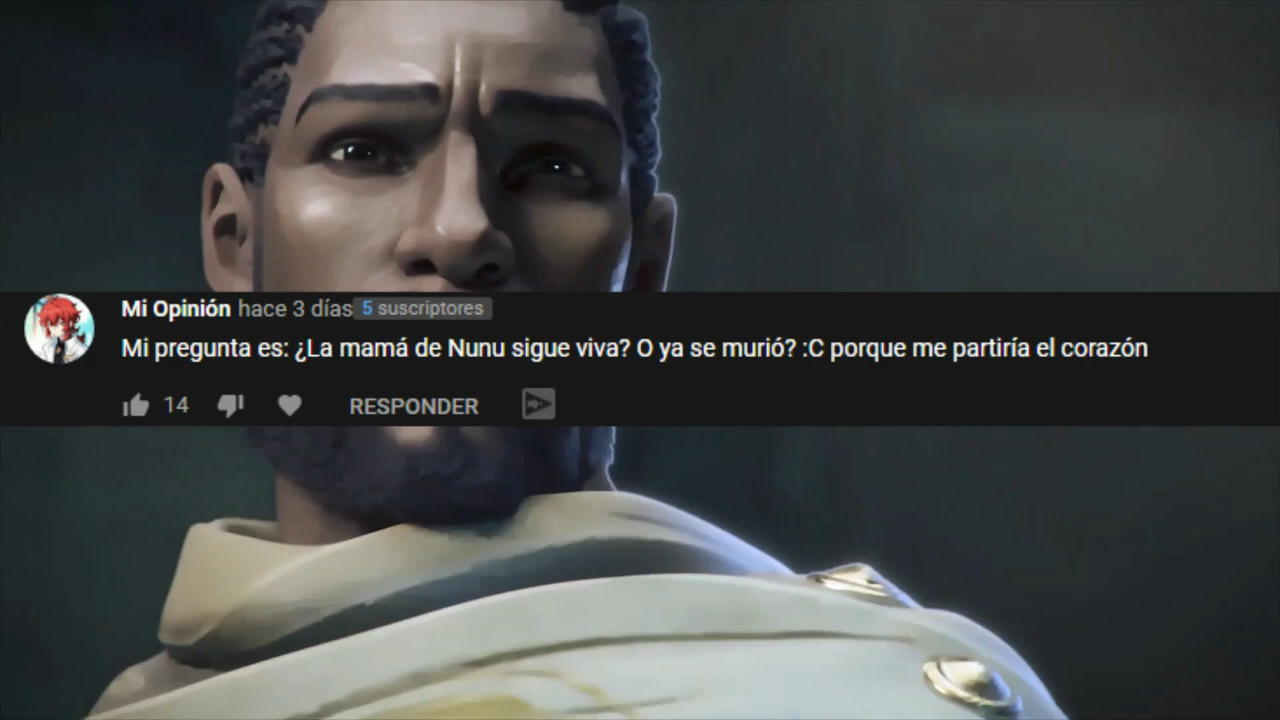 Mi Opinión hace 3 días 5 suscriptores
Mi pregunta es: ¿La mamá de Nunu sigue viva? O ya se murió? :C porque me partiría el corazón
14 RESPONDER